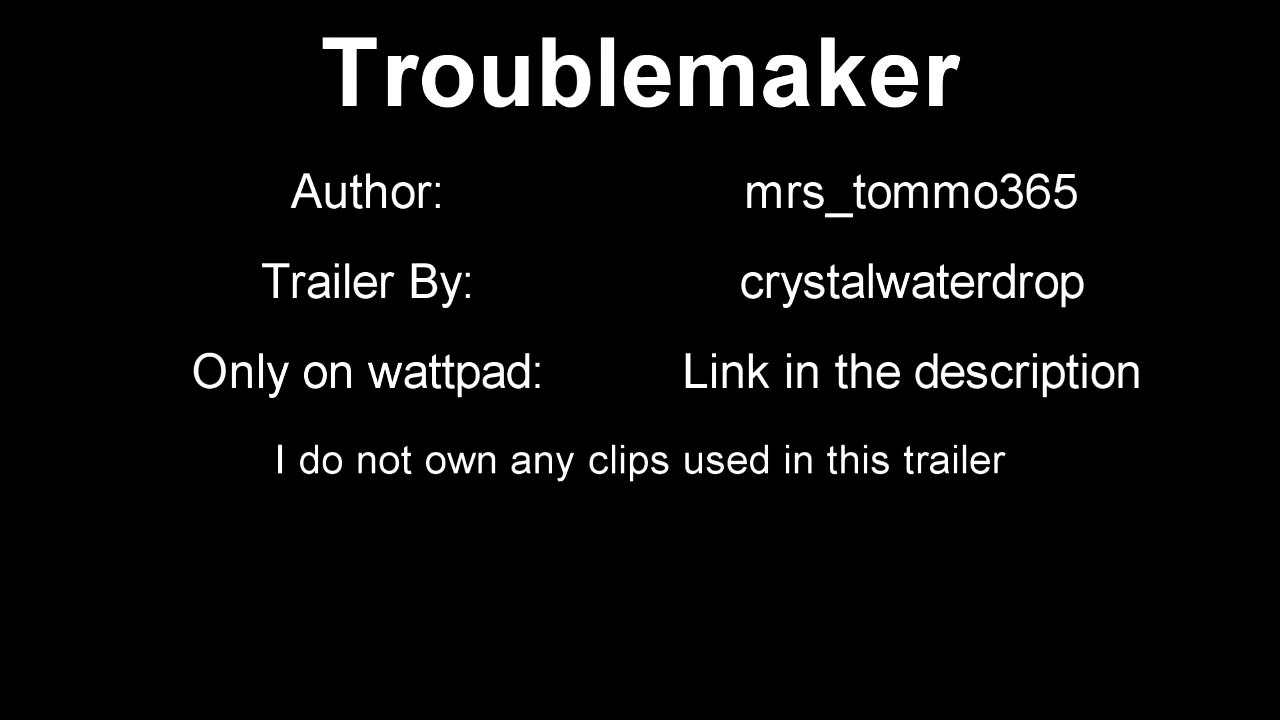 Troublemaker
Author: mrs_tommo365
Trailer By: crystalwaterdrop
Only on wattpad: Link in the description
I do not own any clips used in this trailer